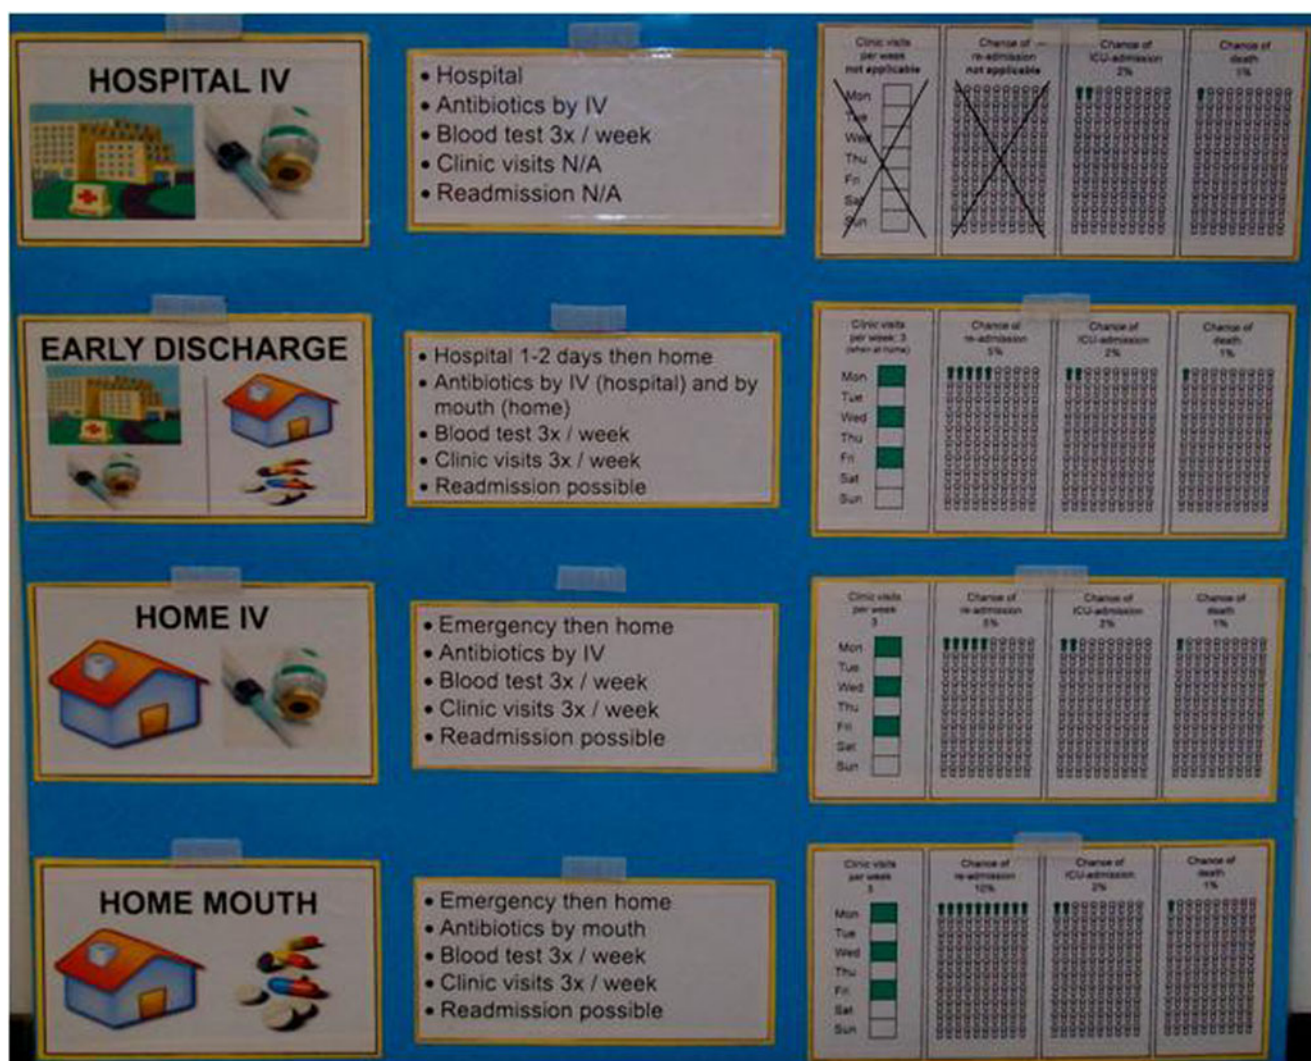 HOSPITAL IV
• Hospital
• Antibiotics by IV
• Blood test 3x / week
• Clinic visits N/A
• Readmission N/A
Clinic visits
per week
not applicable
Mon
Tue
Wed
Thu
Fri
Sat
Sun
Chance of
re-admission
not applicable
Chance of
ICU-admission
2%
Chance of
death
1%
EARLY DISCHARGE
• Hospital 1-2 days then home
• Antibiotics by IV (hospital) and by
mouth (home)
• Blood test 3x / week
• Clinic visits 3x / week
• Readmission possible
Clinic visits
per week: 3
(when at home)
Mon
Tue
Wed
Thu
Fri
Sat
Sun
Chance of
re-admission
5%
Chance of
ICU-admission
2%
Chance of
death
1%
HOME IV
• Emergency then home
• Antibiotics by IV
• Blood test 3x / week
• Clinic visits 3x / week
• Readmission possible
Clinic visits
per week
3
Mon
Tue
Wed
Thu
Fri
Sat
Sun
Chance of
re-admission
5%
Chance of
ICU-admission
2%
Chance of
death
1%
HOME MOUTH
• Emergency then home
• Antibiotics by mouth
• Blood test 3x / week
• Clinic visits 3x / week
• Readmission possible
Clinic visits
per week
3
Mon
Tue
Wed
Thu
Fri
Sat
Sun
Chance of
re-admission
10%
Chance of
ICU-admission
2%
Chance of
death
1%